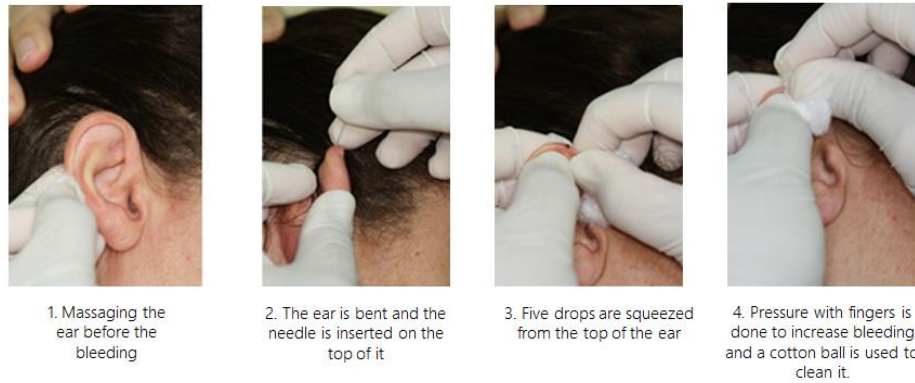 1. Massaging the
ear before the
bleeding
2. The ear is bent and the
needle is inserted on the
top of it
3. Five drops are squeezed
from the top of the ear
4. Pressure with fingers is
done to increase bleeding
and a cotton ball is used to
clean it.